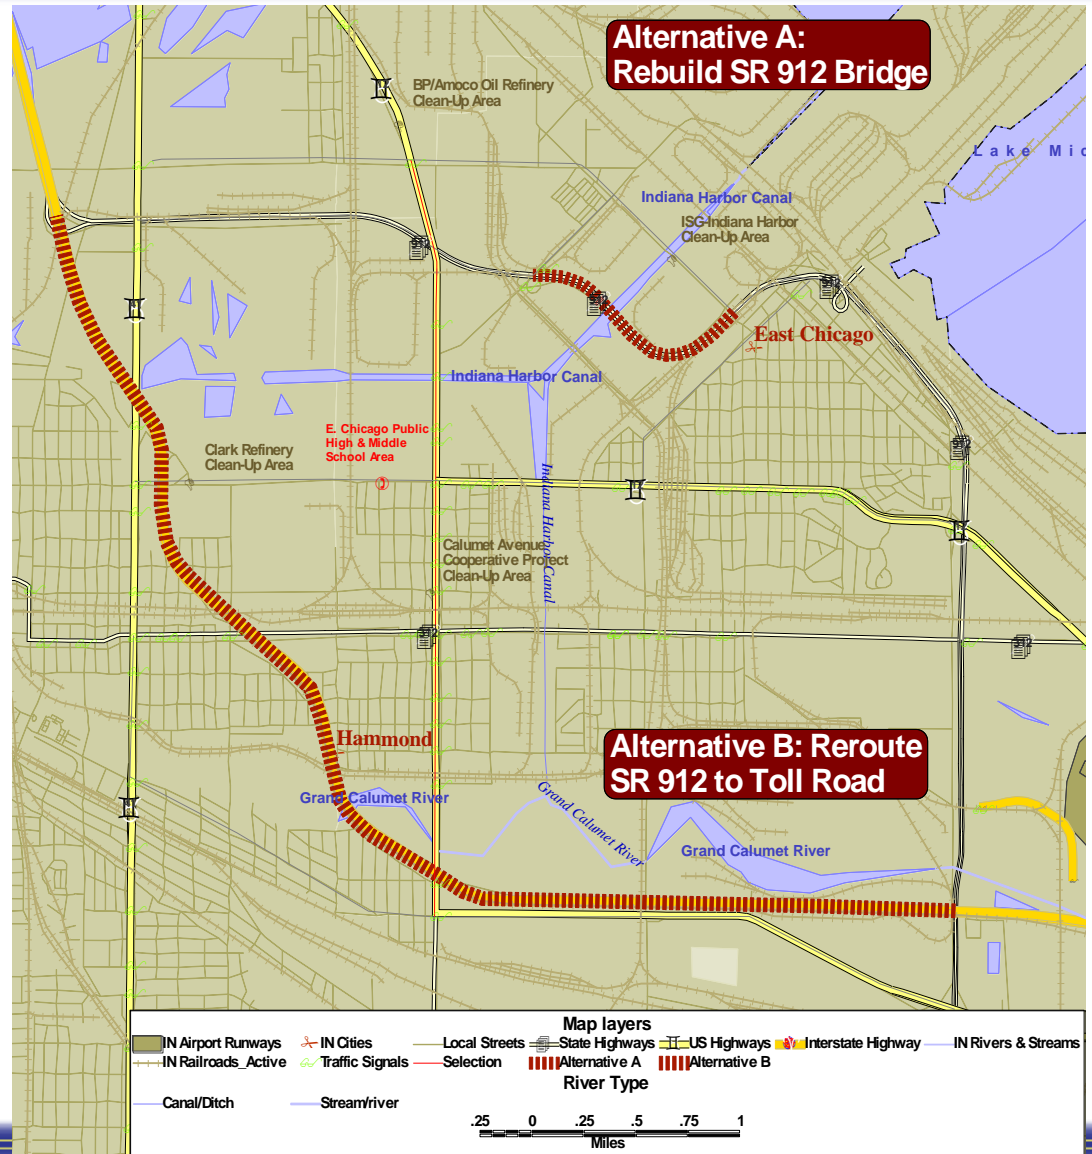 Alternative A:
Rebuild SR 912 Bridge
BP/Amoco Oil Refinery
Clean-Up Area
Lake Mic
Indiana Harbor Canal
ISG-Indiana Harbor
Clean-Up Area
East Chicago
Indiana Harbor Canal
E. Chicago Public
High & Middle
School Area
Clark Refinery
Clean-Up Area
Indiana Harbor Canal
Calumet Avenue
Cooperative Project
Clean-Up Area
312
312
Hammond
Alternative B: Reroute
SR 912 to Toll Road
Grand Calumet River
Grand Calumet River
Grand Calumet River
Map layers
IN Airport Runways
IN Cities
Local Streets
State Highways
US Highways
Interstate Highway
IN Rivers & Streams
IN Railroads_Active
Traffic Signals
Selection
Alternative A
Alternative B
River Type
Canal/Ditch
Stream/river
.25 0 .25 .5 .75 1
Miles